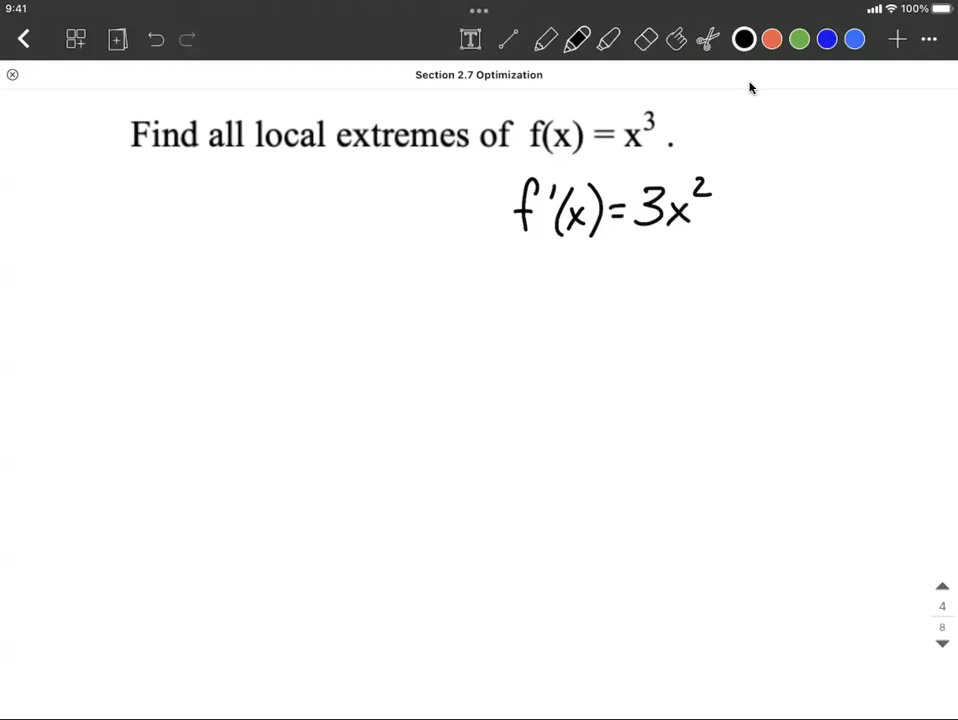 9:41
100%
Section 2.7 Optimization
Find all local extremes of f(x) = x³ .
f'(x) = 3x²
4
8